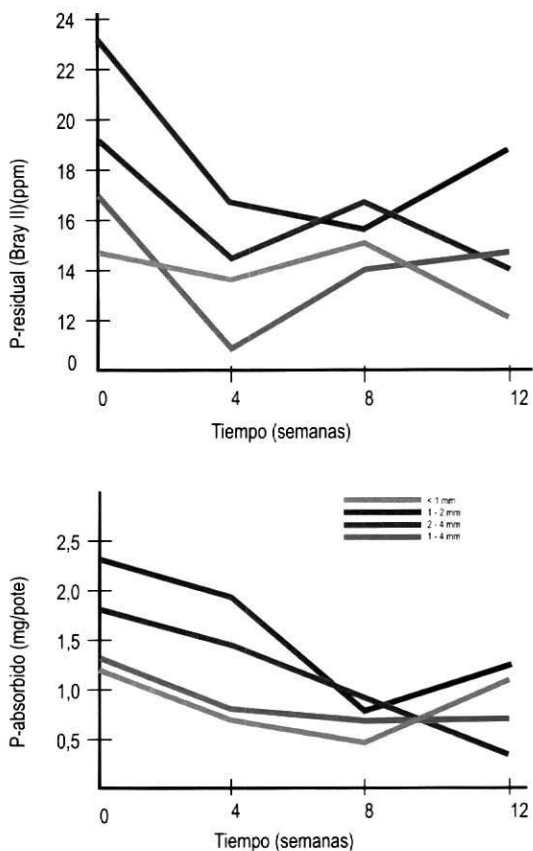 24
22
20
18
16
14
12
0
P-residual (Bray II)(ppm)
0 4 8 12
Tiempo (semanas)
< 1 mm
1 - 2 mm
2 - 4 mm
1 - 4 mm
2,5
2,0
1,5
1,0
0,5
P-absorbido (mg/pote)
0 4 8 12
Tiempo (semanas)